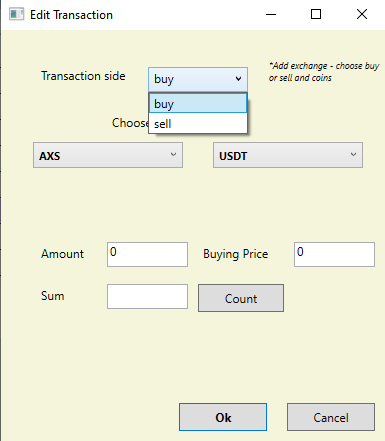 Edit Transaction
Transaction side
buy
*Add exchange - choose buy
or sell and coins
buy
sell
Choose
AXS
USDT
Amount
0
Buying Price
0
Sum
Count
Ok
Cancel